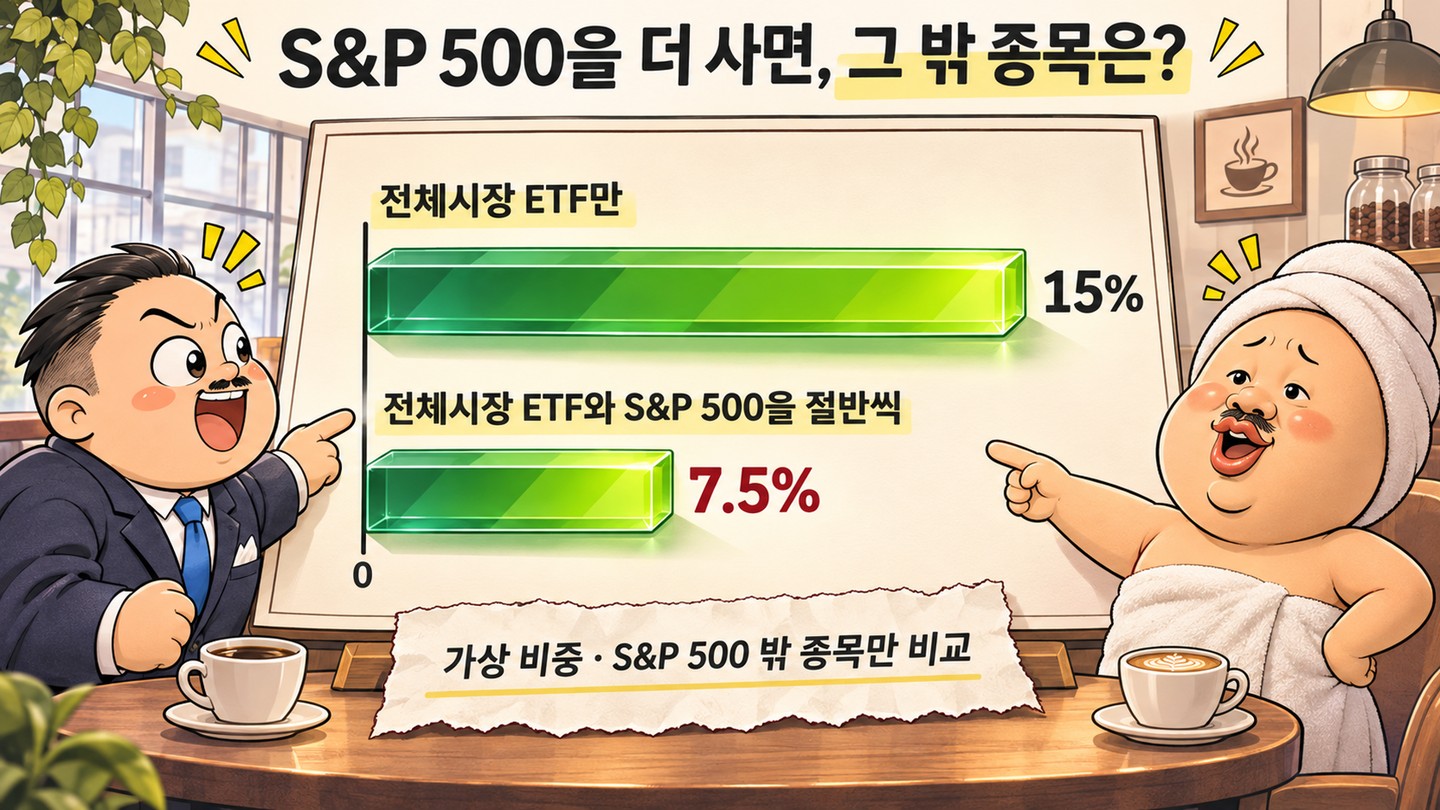 S&P 500을 더 사면, 그 밖 종목은?
전체시장 ETF만
15%
전체시장 ETF와 S&P 500을 절반씩
7.5%
0
가상 비중 · S&P 500 밖 종목만 비교